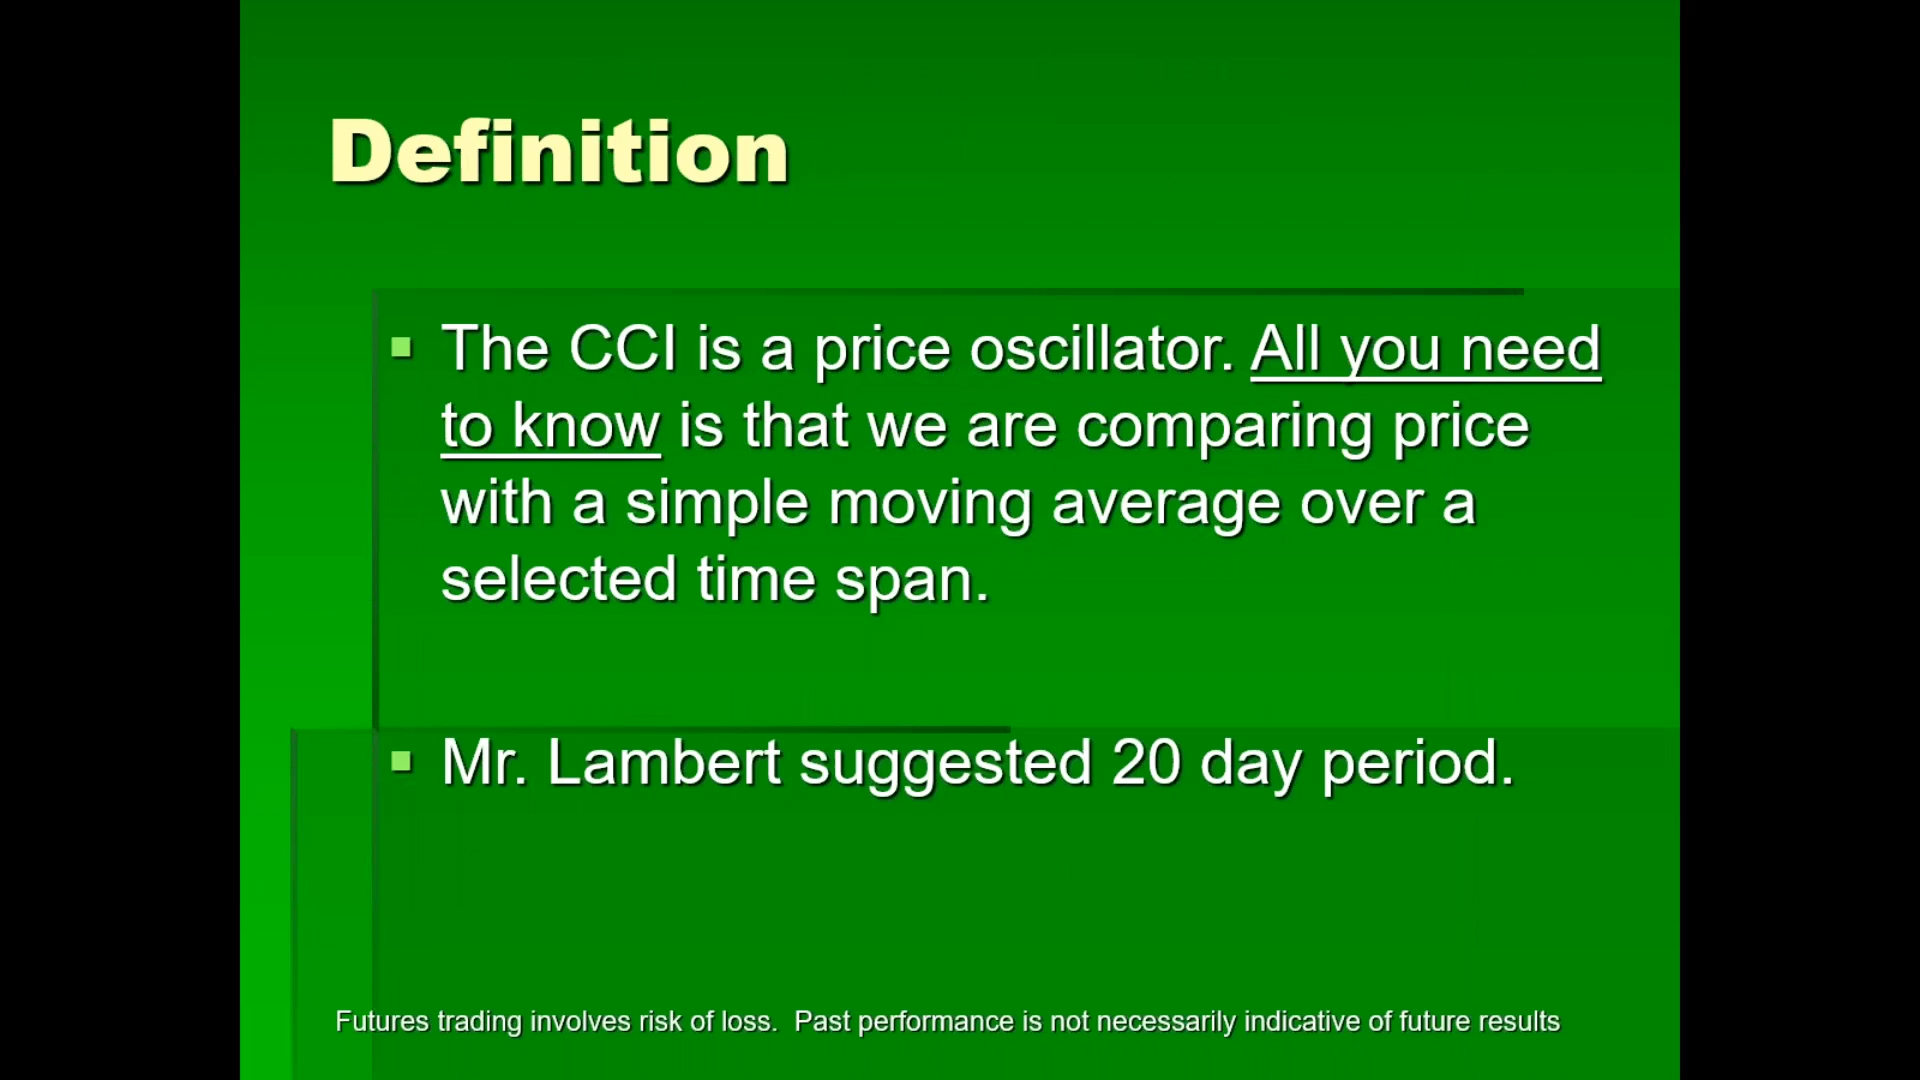 Definition
The CCI is a price oscillator. All you need
to know is that we are comparing price
with a simple moving average over a
selected time span.
Mr. Lambert suggested 20 day period.
Futures trading involves risk of loss.  Past performance is not necessarily indicative of future results